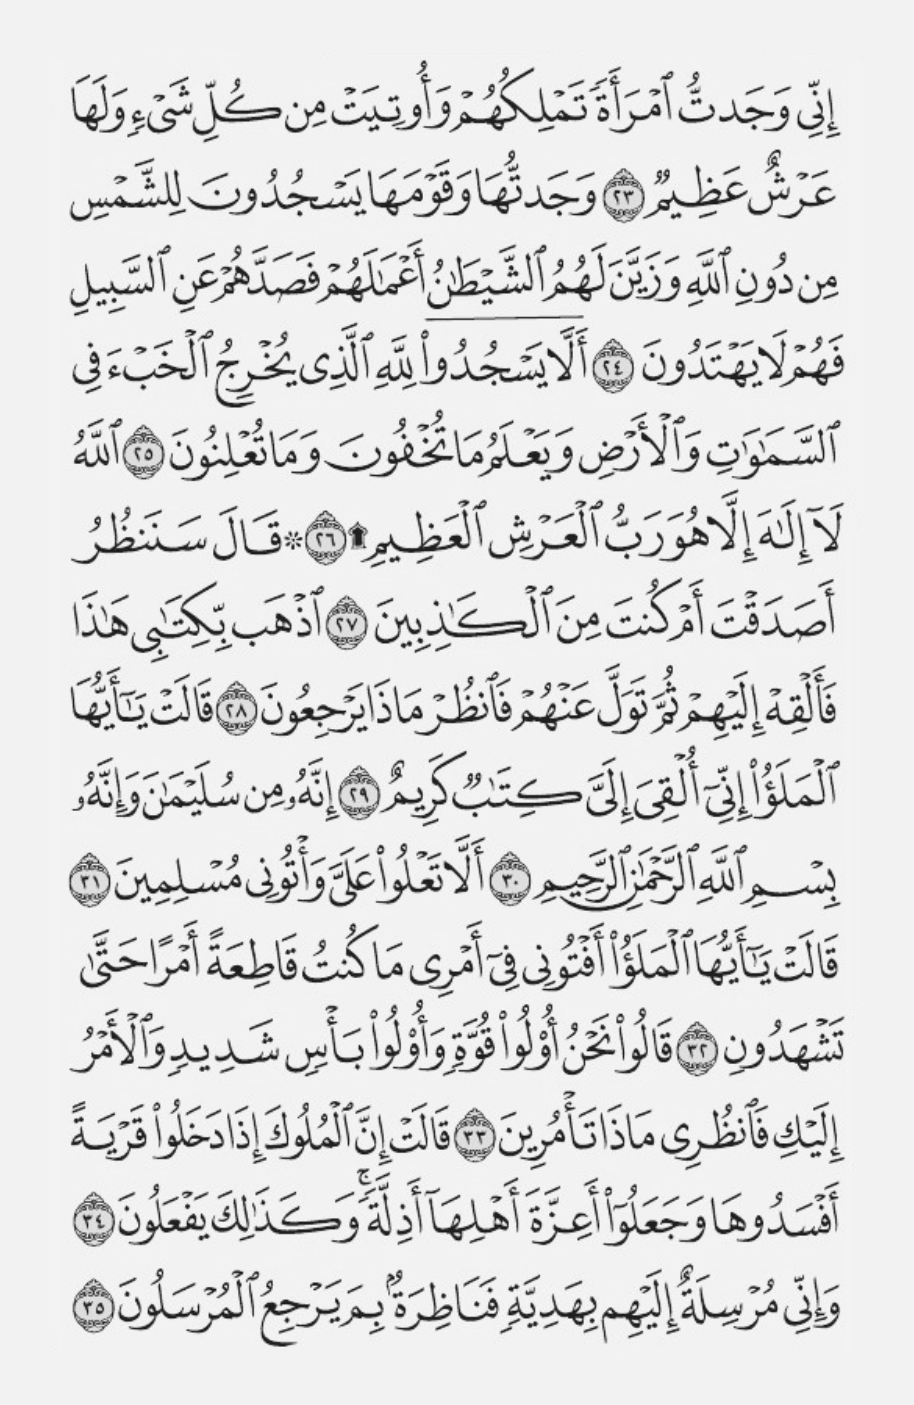 إِنِّي وَجَدتُّ ٱمْرَأَةً تَمْلِكُهُمْ وَأُوتِيَتْ مِن كُلِّ شَيْءٍ وَلَهَا
عَرْشٌ عَظِيمٌ ٢٣ وَجَدتُّهَا وَقَوْمَهَا يَسْجُدُونَ لِلشَّمْسِ
مِن دُونِ ٱللَّهِ وَزَيَّنَ لَهُمُ ٱلشَّيْطَٰنُ أَعْمَٰلَهُمْ فَصَدَّهُمْ عَنِ ٱلسَّبِيلِ
فَهُمْ لَا يَهْتَدُونَ ٢٤ أَلَّا يَسْجُدُوا۟ لِلَّهِ ٱلَّذِى يُخْرِجُ ٱلْخَبْءَ فِى
ٱلسَّمَٰوَٰتِ وَٱلْأَرْضِ وَيَعْلَمُ مَا تُخْفُونَ وَمَا تُعْلِنُونَ ٢٥ ٱللَّهُ
لَآ إِلَٰهَ إِلَّا هُوَ رَبُّ ٱلْعَرْشِ ٱلْعَظِيمِ ۩ ٢٦ ۞ قَالَ سَنَنظُرُ
أَصَدَقْتَ أَمْ كُنتَ مِنَ ٱلْكَٰذِبِينَ ٢٧ ٱذْهَب بِّكِتَٰبِى هَٰذَا
فَأَلْقِهْ إِلَيْهِمْ ثُمَّ تَوَلَّ عَنْهُمْ فَٱنظُرْ مَاذَا يَرْجِعُونَ ٢٨ قَالَتْ يَٰٓأَيُّهَا
ٱلْمَلَؤُا۟ إِنِّىٓ أُلْقِىَ إِلَىَّ كِتَٰبٌ كَرِيمٌ ٢٩ إِنَّهُۥ مِن سُلَيْمَٰنَ وَإِنَّهُۥ
بِسْمِ ٱللَّهِ ٱلرَّحْمَٰنِ ٱلرَّحِيمِ ٣٠ أَلَّا تَعْلُوا۟ عَلَىَّ وَأْتُونِى مُسْلِمِينَ ٣١
قَالَتْ يَٰٓأَيُّهَا ٱلْمَلَؤُا۟ أَفْتُونِى فِىٓ أَمْرِى مَا كُنتُ قَاطِعَةً أَمْرًا حَتَّىٰ
تَشْهَدُونِ ٣٢ قَالُوا۟ نَحْنُ أُو۟لُوا۟ قُوَّةٍ وَأُو۟لُوا۟ بَأْسٍ شَدِيدٍ وَٱلْأَمْرُ
إِلَيْكِ فَٱنظُرِى مَاذَا تَأْمُرِينَ ٣٣ قَالَتْ إِنَّ ٱلْمُلُوكَ إِذَا دَخَلُوا۟ قَرْيَةً
أَفْسَدُوهَا وَجَعَلُوٓا۟ أَعِزَّةَ أَهْلِهَآ أَذِلَّةً ۖ وَكَذَٰلِكَ يَفْعَلُونَ ٣٤
وَإِنِّى مُرْسِلَةٌ إِلَيْهِم بِهَدِيَّةٍ فَنَاظِرَةٌۢ بِمَ يَرْجِعُ ٱلْمُرْسَلُونَ ٣٥